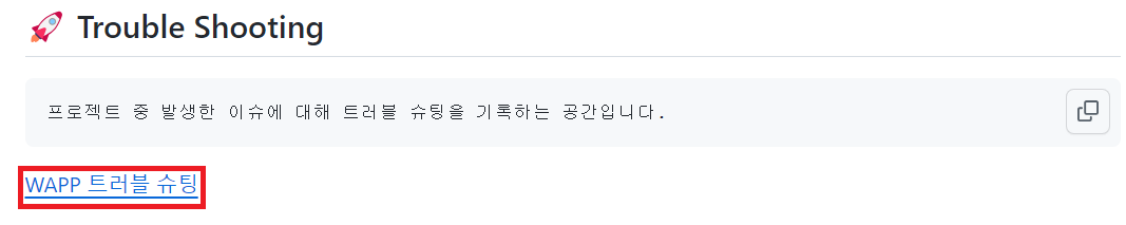 🚀 Trouble Shooting
프로젝트 중 발생한 이슈에 대해 트러블 슈팅을 기록하는 공간입니다.
WAPP 트러블 슈팅